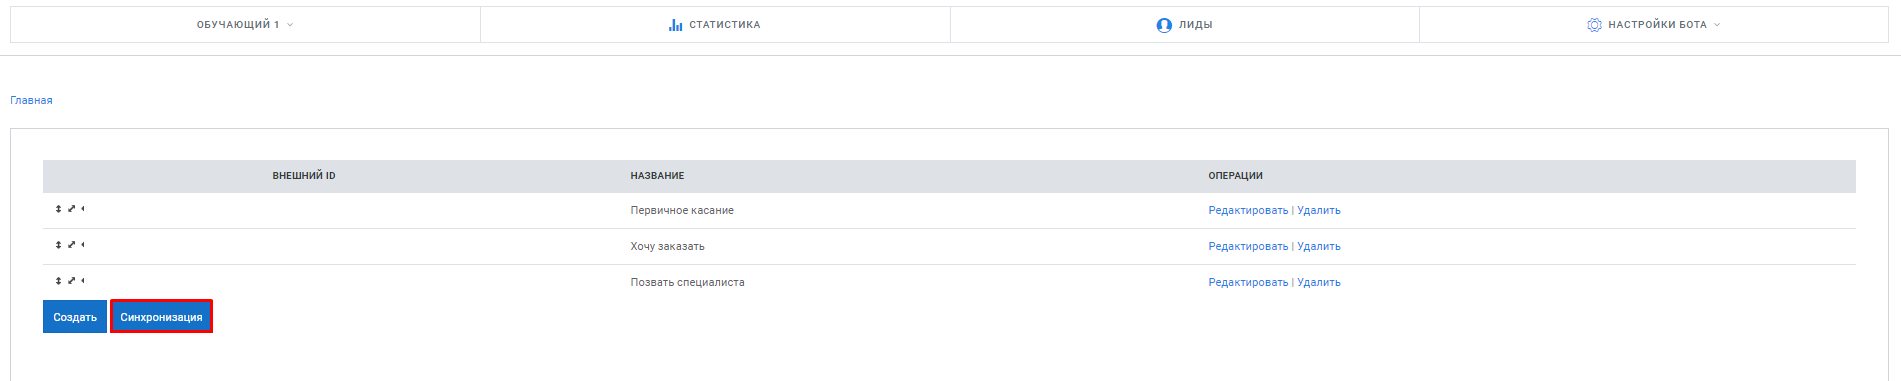 ОБУЧАЮЩИЙ 1 СТАТИСТИКА ЛИДЫ НАСТРОЙКИ БОТА
Главная
ВНЕШНИЙ ID НАЗВАНИЕ ОПЕРАЦИИ
Первичное касание Редактировать | Удалить
Хочу заказать Редактировать | Удалить
Позвать специалиста Редактировать | Удалить
Создать Синхронизация